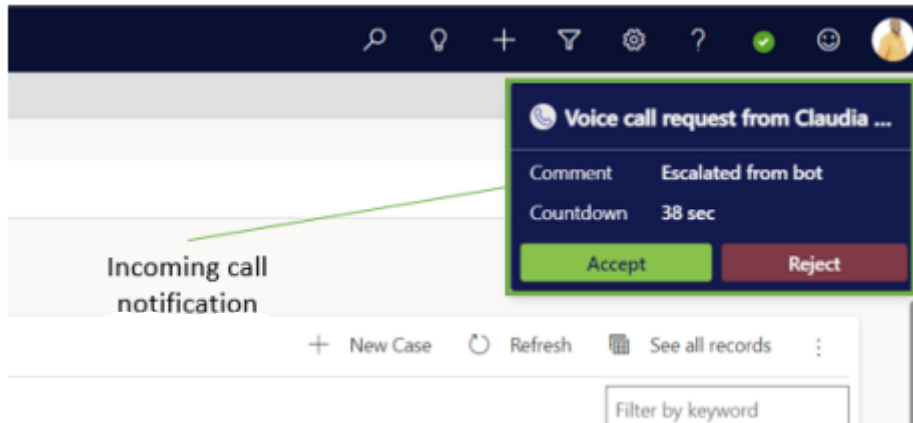 ?
Voice call request from Claudia ...
Comment Escalated from bot
Countdown 38 sec
Accept Reject
Incoming call
notification
+ New Case Refresh See all records
Filter by keyword